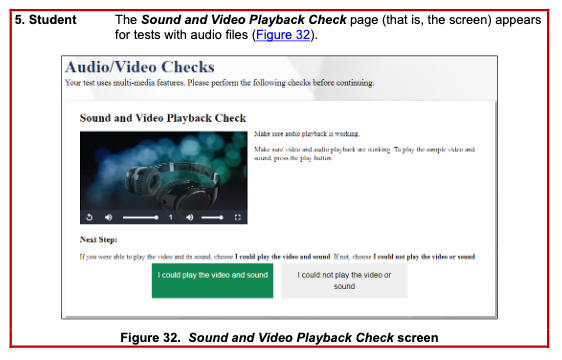 5. Student The Sound and Video Playback Check page (that is, the screen) appears
for tests with audio files (Figure 32).
Audio/Video Checks
Your test uses multi-media features. Please perform the following checks before continuing.
Sound and Video Playback Check
Make sure audio playback is working.
Make sure video and audio playback are working. To play the sample video and
sound, press the play button.
1
Next Step:
If you were able to play the video and its sound, choose I could play the video and sound. If not, choose I could not play the video or sound.
I could play the video and sound
I could not play the video or
sound
Figure 32. Sound and Video Playback Check screen